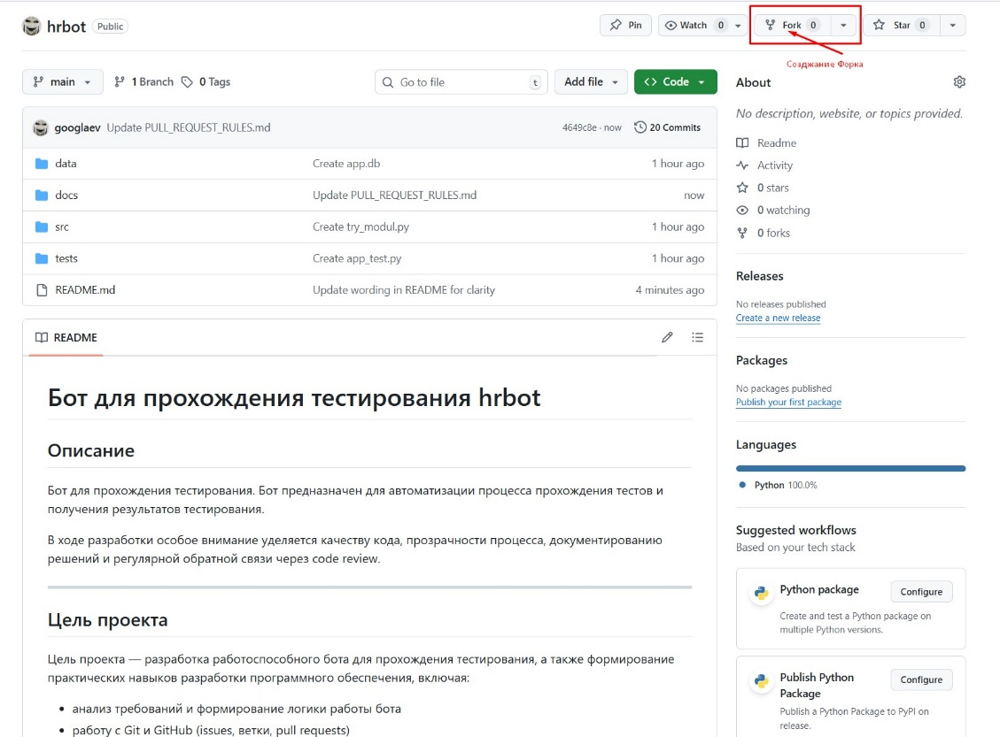 hrbot Public Pin Watch 0 Fork 0 Star 0
Созджание Форка
main 1 Branch 0 Tags Go to file t Add file Code
googlaev Update PULL_REQUEST_RULES.md 4649c8e · now 20 Commits
data Create app.db 1 hour ago
docs Update PULL_REQUEST_RULES.md now
src Create try_modul.py 1 hour ago
tests Create app_test.py 1 hour ago
README.md Update wording in README for clarity 4 minutes ago
README
Бот для прохождения тестирования hrbot
Описание
Бот для прохождения тестирования. Бот предназначен для автоматизации процесса прохождения тестов и
получения результатов тестирования.
В ходе разработки особое внимание уделяется качеству кода, прозрачности процесса, документированию
решений и регулярной обратной связи через code review.
Цель проекта
Цель проекта — разработка работоспособного бота для прохождения тестирования, а также формирование
практических навыков разработки программного обеспечения, включая:
• анализ требований и формирование логики работы бота
• работу с Git и GitHub (issues, ветки, pull requests)
About
No description, website, or topics provided.
Readme
Activity
0 stars
0 watching
0 forks
Releases
No releases published
Create a new release
Packages
No packages published
Publish your first package
Languages
Python 100.0%
Suggested workflows
Based on your tech stack
Python package Configure
Create and test a Python package on
multiple Python versions.
Publish Python
Package
Configure
Publish a Python Package to PyPI on
release.